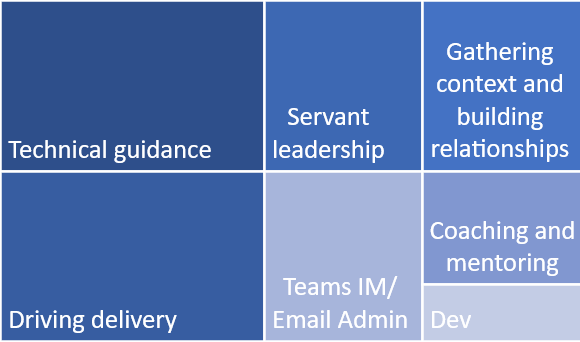 Technical guidance
Servant
leadership
Gathering
context and
building
relationships
Driving delivery
Teams IM/
Email Admin
Coaching and
mentoring
Dev